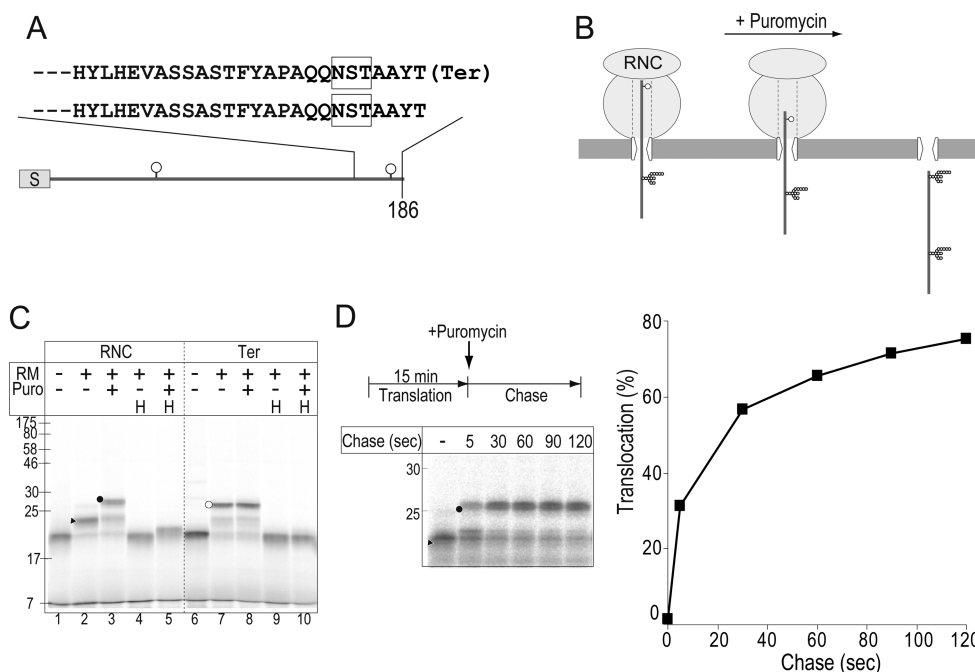 A
---HYLHEVASSASTFYAPAQQNSTAAYT(Ter)
---HYLHEVASSASTFYAPAQQNSTAAYT
S
186
B
+ Puromycin
RNC
C
RNC Ter
RM - + + + + - + + + +
Puro - - + - + - - + - +
H H H H
175
80
58
46
30
25
17
7
1 2 3 4 5 6 7 8 9 10
D
+Puromycin
15 min
Translation Chase
Chase (sec) - 5 30 60 90 120
30
25
Translocation (%)
80
60
40
20
0
0 20 40 60 80 100 120
Chase (sec)